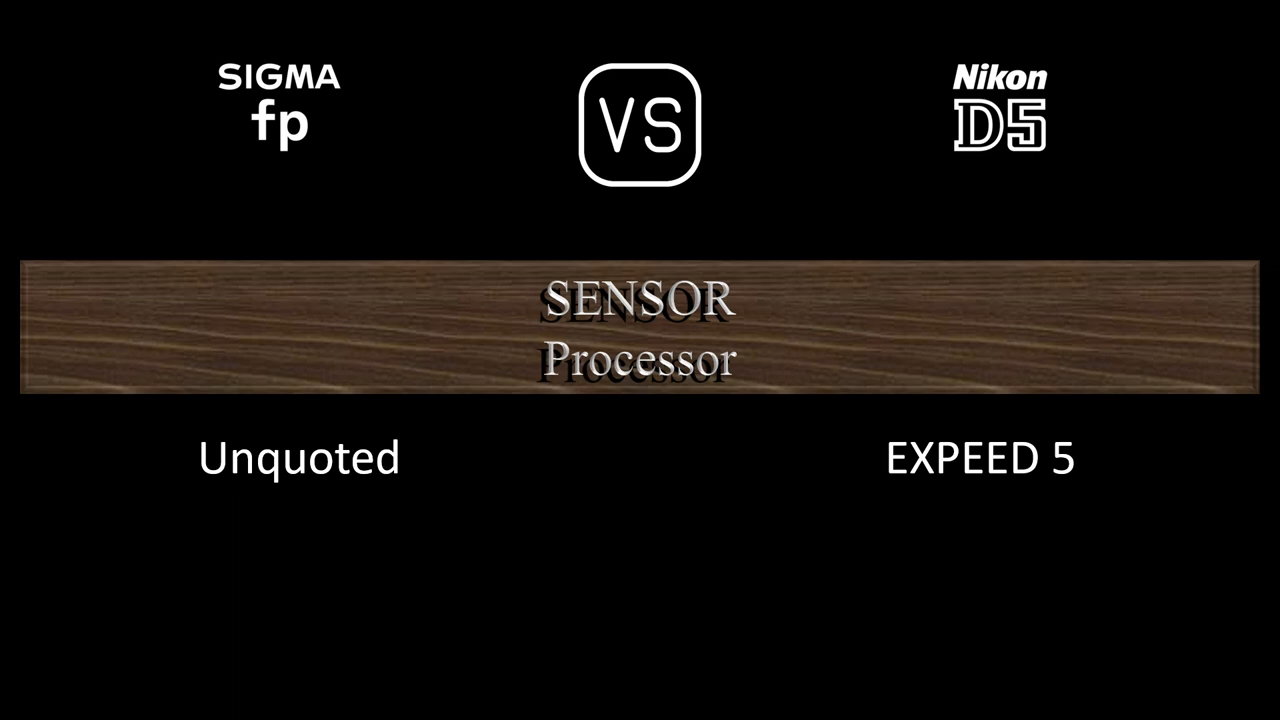 SIGMA
fp
VS
Nikon
D5
SENSOR
Processor
Unquoted
EXPEED 5